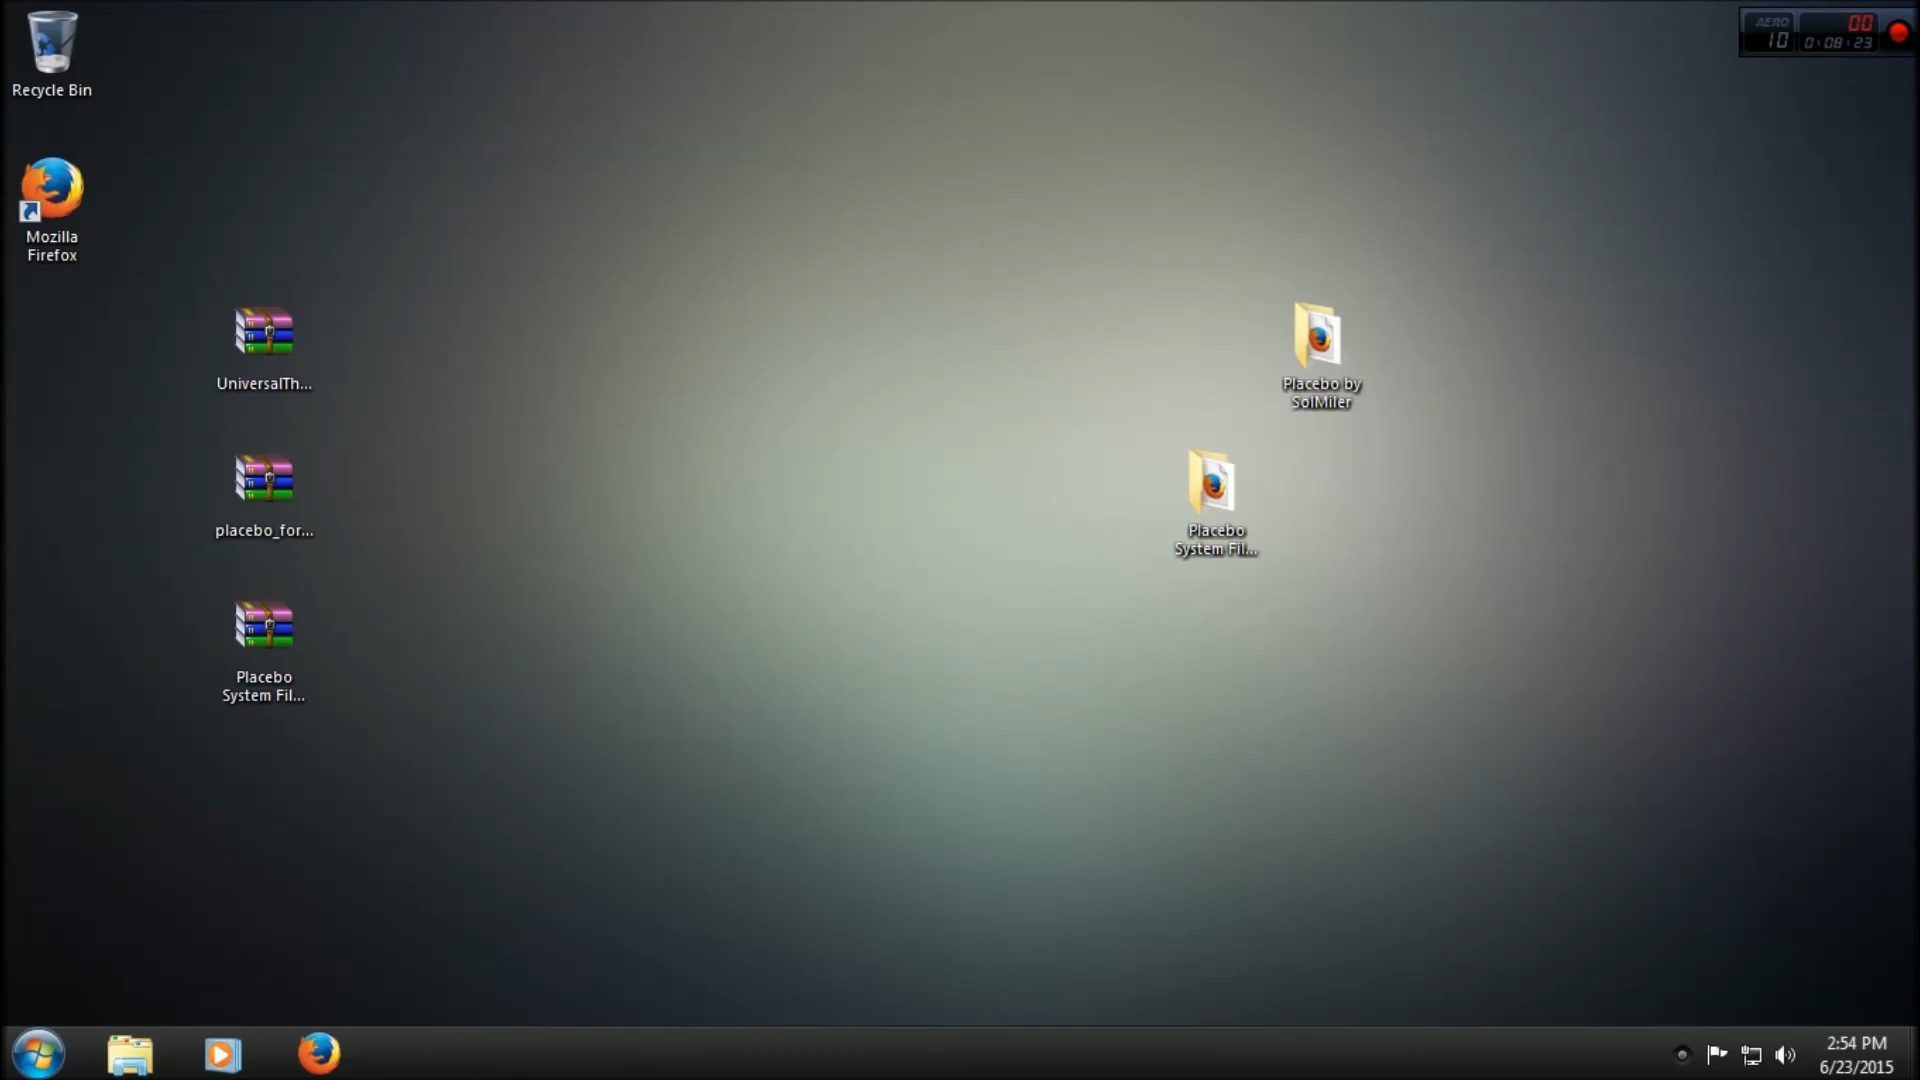 Recycle Bin
AERO
10
00
0:08:23
Mozilla
Firefox
UniversalTh...
Placebo by
SolMiler
placebo_for...
Placebo
System Fil...
Placebo
System Fil...
2:54 PM
6/23/2015